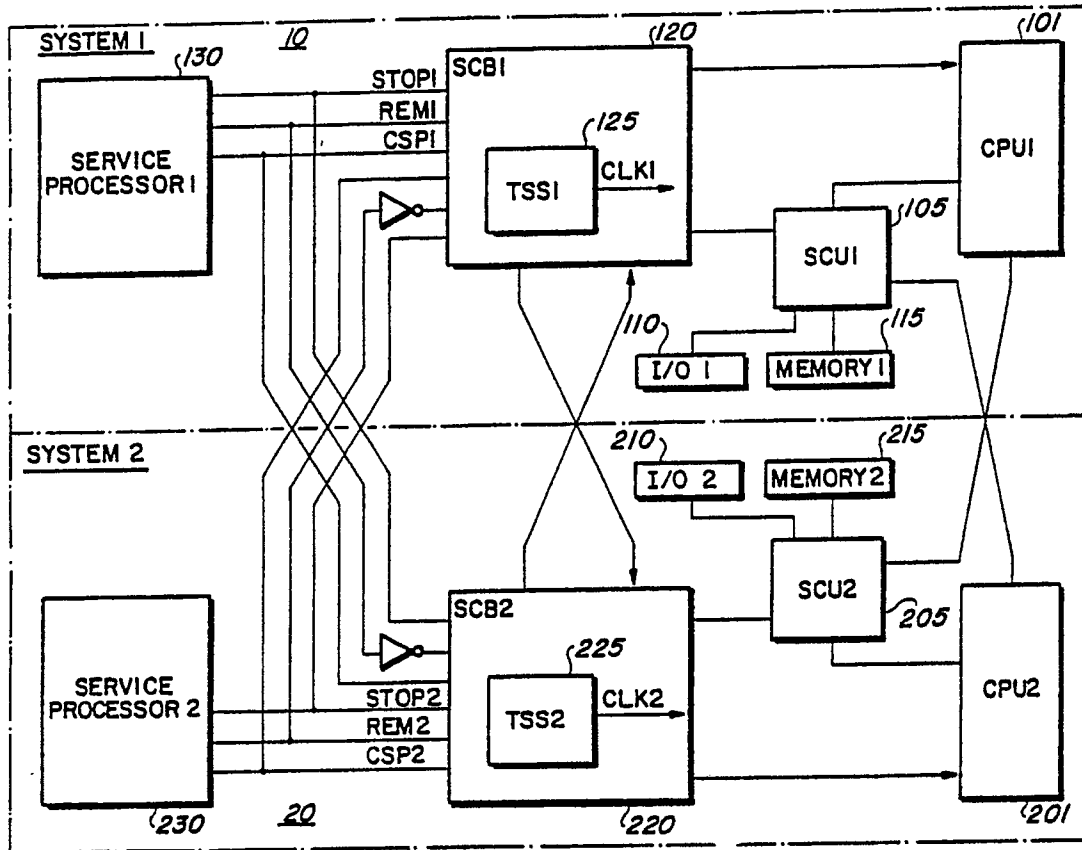 SYSTEM 1
10
130
SERVICE
PROCESSOR 1
STOP1
REM1
CSP1
120
SCB1
125
TSS1
CLK1
101
CPU1
105
SCU1
110
I/O 1
115
MEMORY 1
SYSTEM 2
210
I/O 2
215
MEMORY 2
SCU2
205
SERVICE
PROCESSOR 2
STOP2
REM2
CSP2
230
20
SCB2
225
TSS2
CLK2
220
CPU2
201